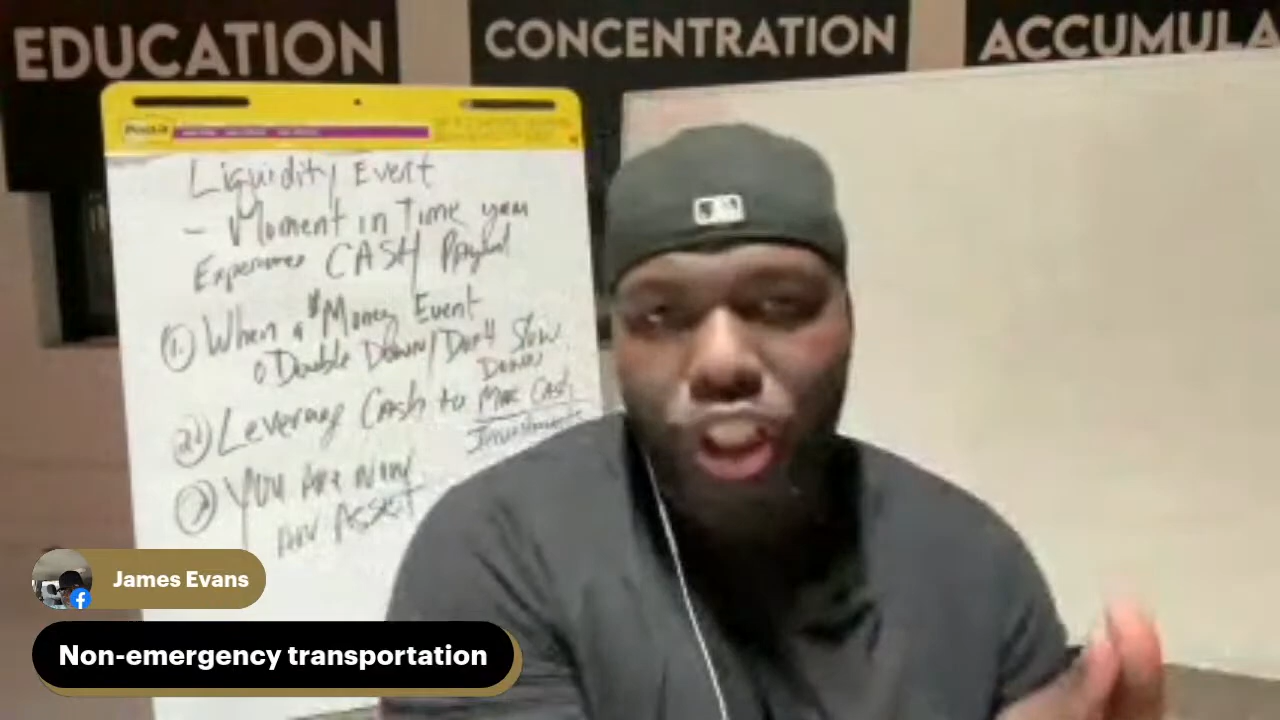 EDUCATION
CONCENTRATION
ACCUMULA
Post-it
Liquidity Event
- Moment in Time you
Experience CASH
1. When a $Money Event
o Double Down/Don't Slow
Down
2. Leverage Cash to Max Cash
Investment
3 You Are Now
An Asset
James Evans
Non-emergency transportation